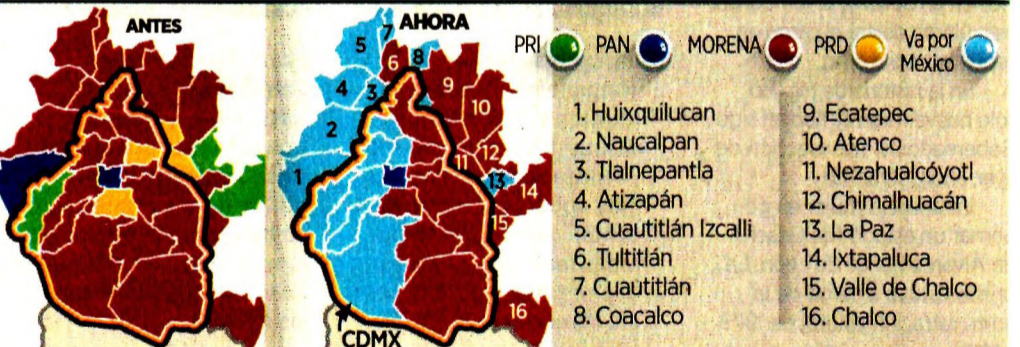 ANTES
AHORA
PRI
PAN
MORENA
PRD
Va por
México
5
7
6
8
4
3
9
10
2
1
11
12
13
14
15
16
CDMX
1. Huixquilucan
2. Naucalpan
3. Tlalnepantla
4. Atizapán
5. Cuautitlán Izcalli
6. Tultitlán
7. Cuautitlán
8. Coacalco
9. Ecatepec
10. Atenco
11. Nezahualcóyotl
12. Chimalhuacán
13. La Paz
14. Ixtapaluca
15. Valle de Chalco
16. Chalco